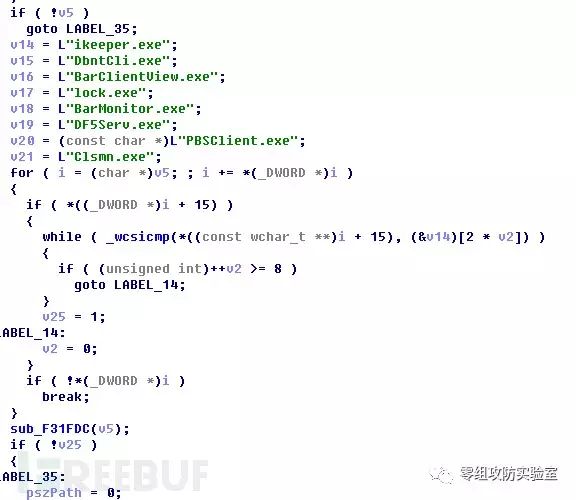 if ( !v5 )
goto LABEL_35;
v14 = L"ikeeper.exe";
v15 = L"DbntCli.exe";
v16 = L"BarClientView.exe";
v17 = L"lock.exe";
v18 = L"BarMonitor.exe";
v19 = L"DF5Serv.exe";
v20 = (const char *)L"PBSClient.exe";
v21 = L"Clsmn.exe";
for ( i = (char *)v5; ; i += *(_DWORD *)i )
{
if ( *((_DWORD *)i + 15) )
{
while ( _wcsicmp(*((const wchar_t **)i + 15), (&v14)[2 * v2]) )
{
if ( (unsigned int)++v2 >= 8 )
goto LABEL_14;
}
v25 = 1;
ABEL_14:
v2 = 0;
}
if ( !*(_DWORD *)i )
break;
}
sub_F31FDC(v5);
if ( !v25 )
{
ABEL_35:
pszPath = 0;
FREEBUF
零组攻防实验室